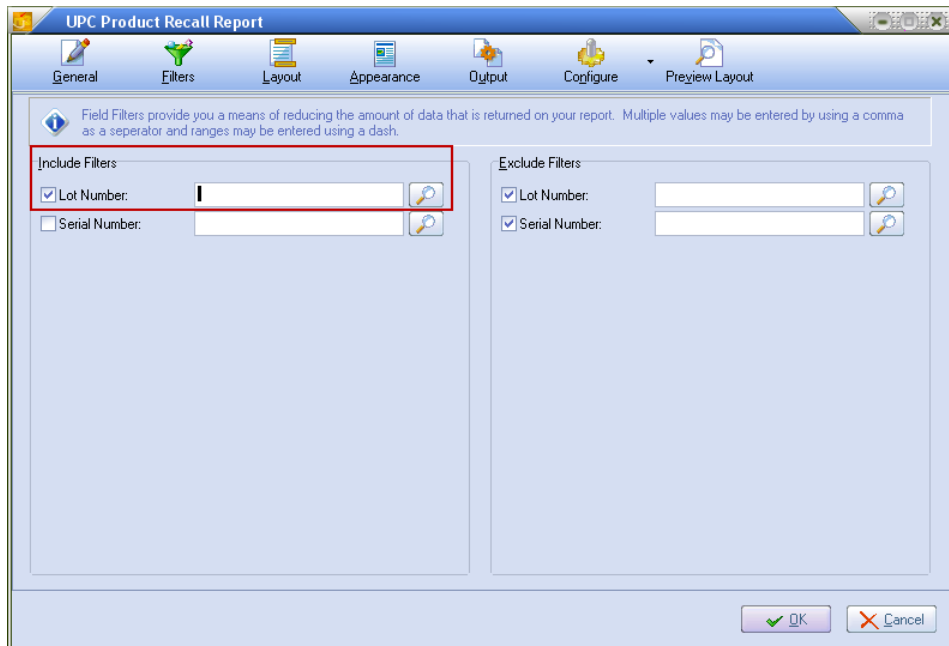 UPC Product Recall Report
General Filters Layout Appearance Output Configure Preview Layout
Field Filters provide you a means of reducing the amount of data that is returned on your report. Multiple values may be entered by using a comma
as a seperator and ranges may be entered using a dash.
Include Filters
Lot Number:
Serial Number:
Exclude Filters
Lot Number:
Serial Number:
OK Cancel